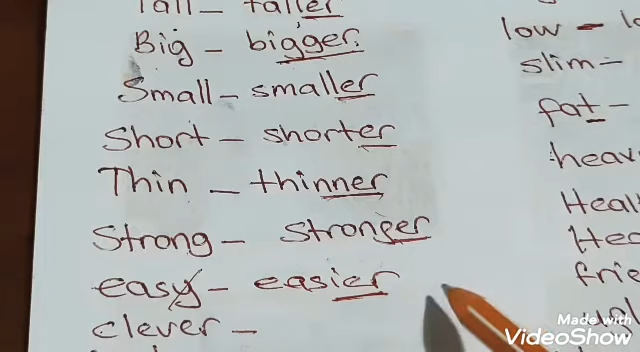 Tall - taller
Big - bigger
Small - smaller
Short - shorter
Thin - thinner
Strong - stronger
easy - easier
clever -
low -
slim -
fat -
Made with
VideoShow